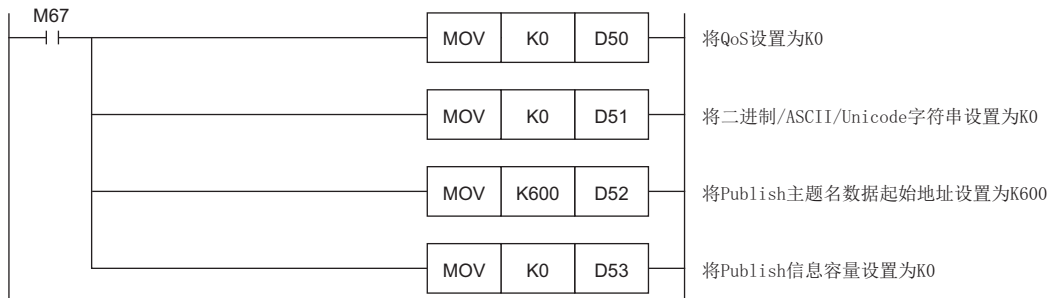 M67
MOV K0 D50 将QoS设置为K0
MOV K0 D51 将二进制/ASCII/Unicode字符串设置为K0
MOV K600 D52 将Publish主题名数据起始地址设置为K600
MOV K0 D53 将Publish信息容量设置为K0